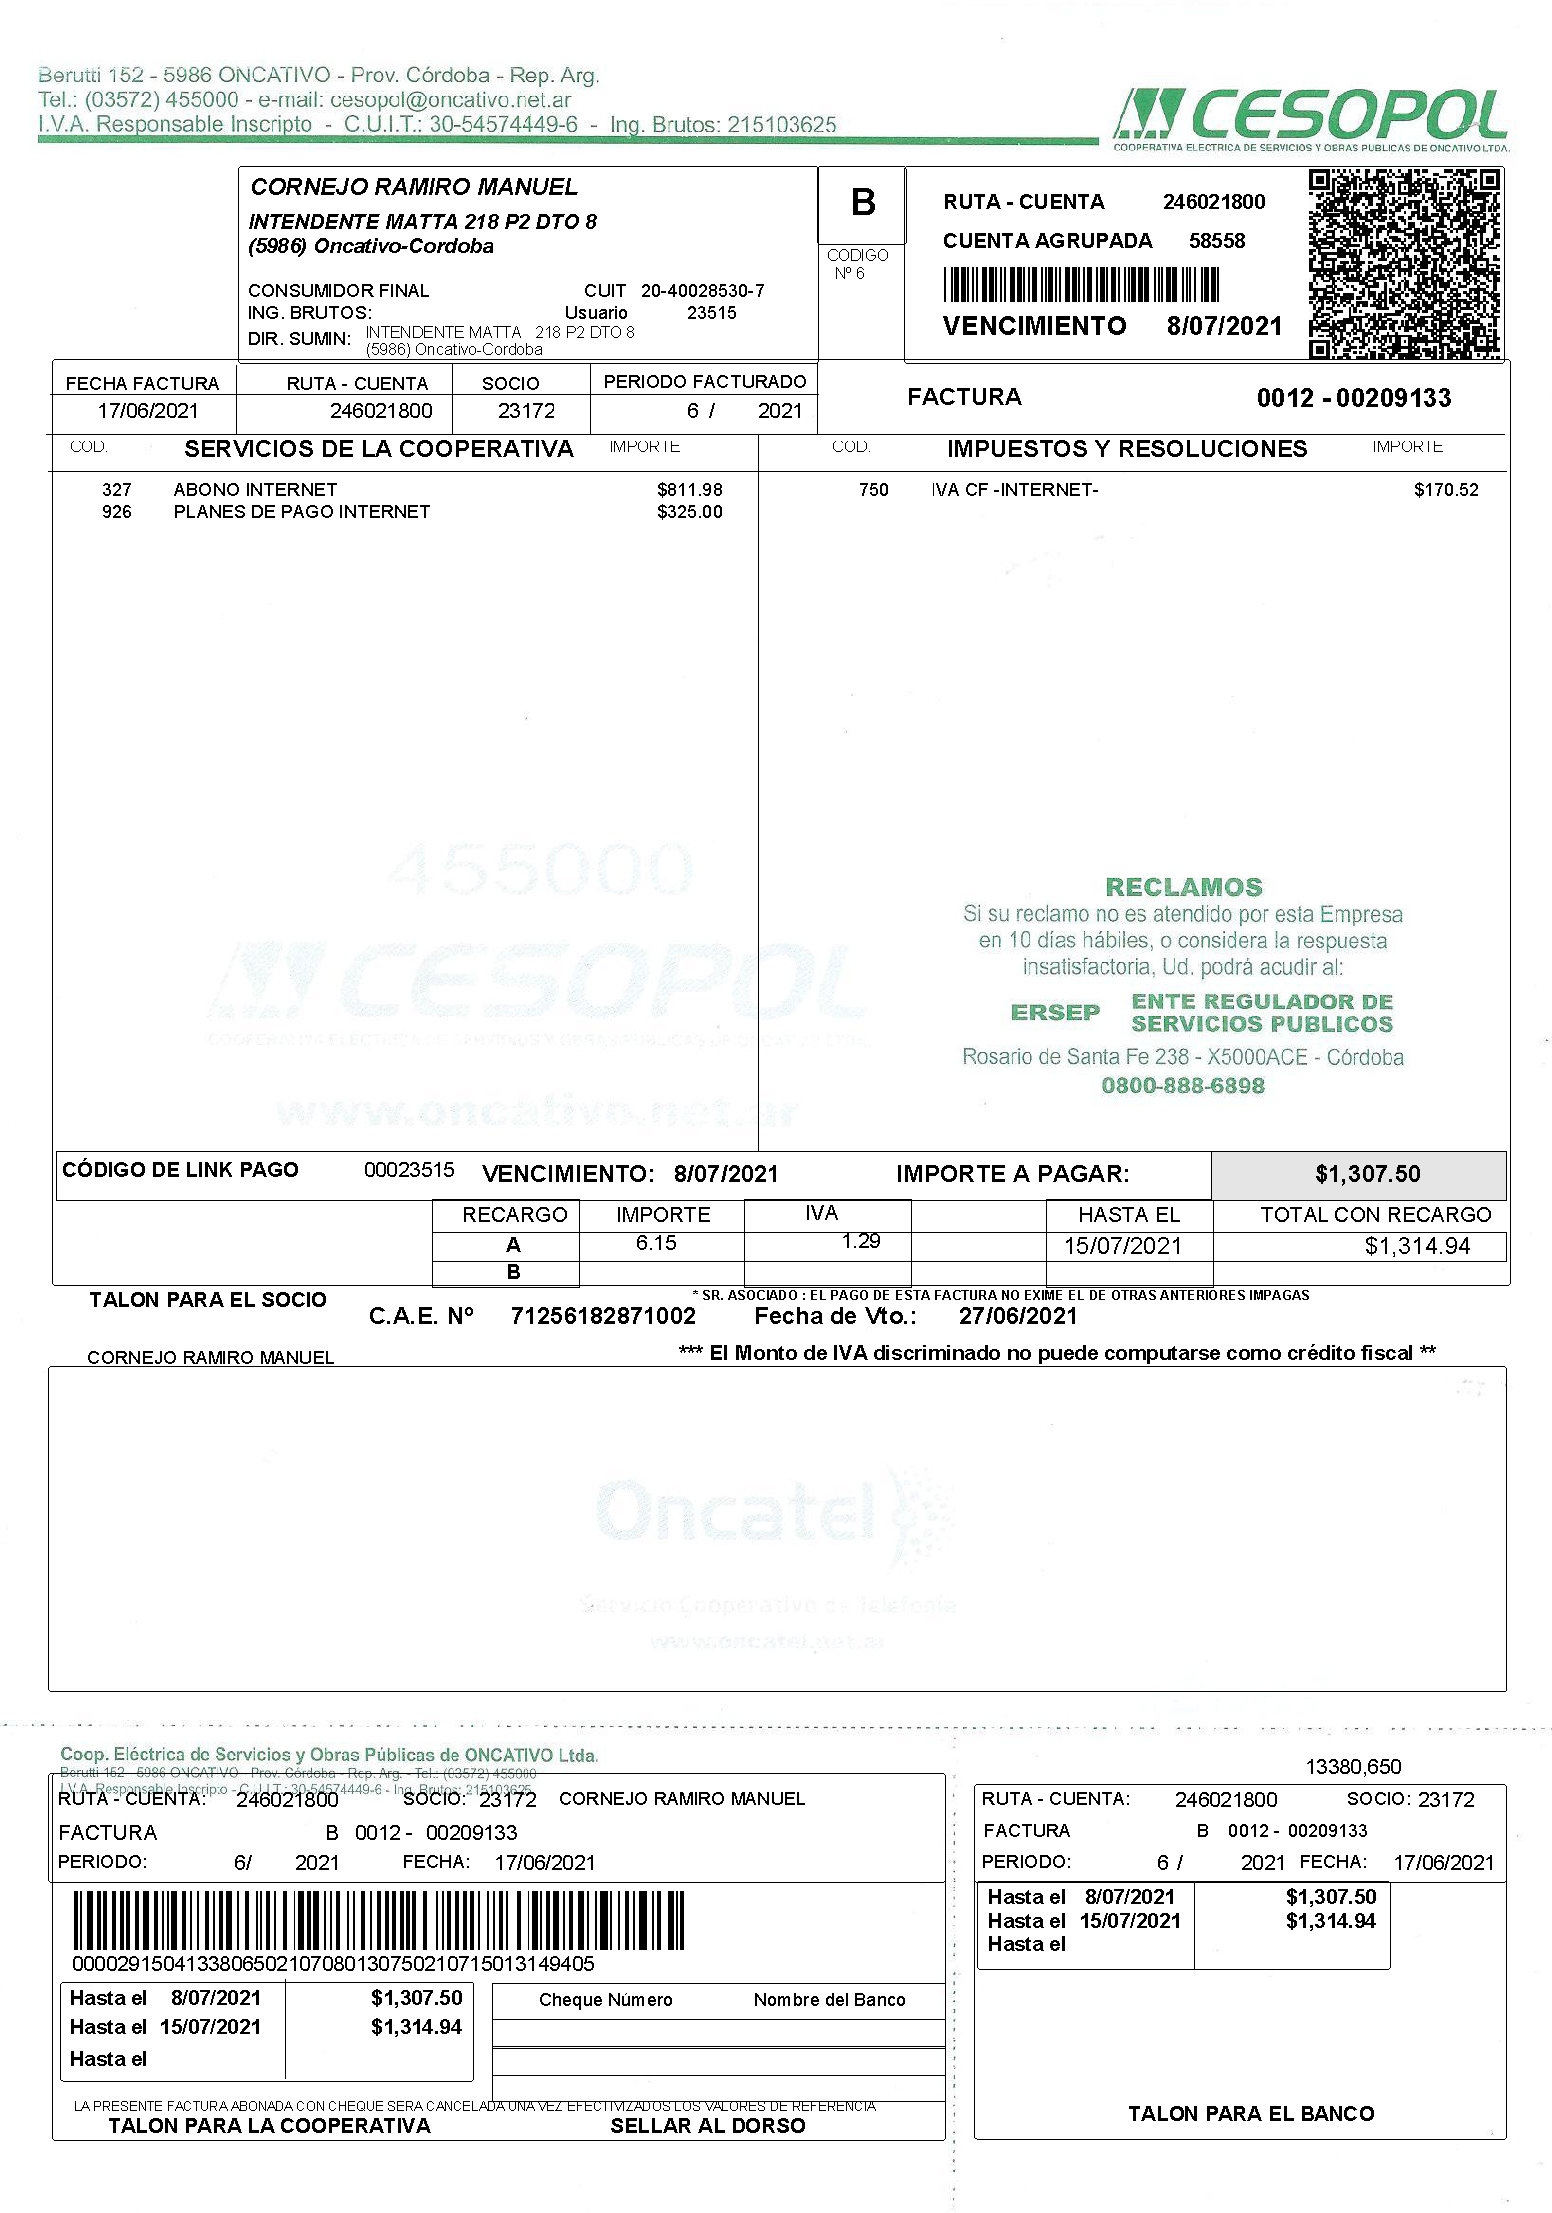 Berutti 152 - 5986 ONCATIVO - Prov. Córdoba - Rep. Arg.
Tel.: (03572) 455000 - e-mail: cesopol@oncativo.net.ar
I.V.A. Responsable Inscripto - C.U.I.T.: 30-54574449-6 - Ing. Brutos: 215103625
CESOPOL
COOPERATIVA ELECTRICA DE SERVICIOS Y OBRAS PUBLICAS DE ONCATIVO LTDA.
CORNEJO RAMIRO MANUEL
INTENDENTE MATTA 218 P2 DTO 8
(5986) Oncativo-Cordoba
CONSUMIDOR FINAL CUIT 20-40028530-7
ING. BRUTOS: Usuario 23515
DIR. SUMIN: INTENDENTE MATTA 218 P2 DTO 8
(5986) Oncativo-Cordoba
B
CODIGO
Nº 6
RUTA - CUENTA 246021800
CUENTA AGRUPADA 58558
VENCIMIENTO 8/07/2021
FECHA FACTURA RUTA - CUENTA SOCIO PERIODO FACTURADO
17/06/2021 246021800 23172 6 / 2021
FACTURA 0012 - 00209133
COD. SERVICIOS DE LA COOPERATIVA IMPORTE COD. IMPUESTOS Y RESOLUCIONES IMPORTE
327 ABONO INTERNET $811.98 750 IVA CF -INTERNET- $170.52
926 PLANES DE PAGO INTERNET $325.00
455000
CESOPOL
COOPERATIVA ELECTRICA DE SERVICIOS Y OBRAS PUBLICAS DE ONCATIVO LTDA.
www.oncativo.net.ar
RECLAMOS
Si su reclamo no es atendido por esta Empresa
en 10 días hábiles, o considera la respuesta
insatisfactoria, Ud. podrá acudir al:
ERSEP ENTE REGULADOR DE
SERVICIOS PUBLICOS
Rosario de Santa Fe 238 - X5000ACE - Córdoba
0800-888-6898
CÓDIGO DE LINK PAGO 00023515 VENCIMIENTO: 8/07/2021 IMPORTE A PAGAR: $1,307.50
RECARGO IMPORTE IVA HASTA EL TOTAL CON RECARGO
A 6.15 1.29 15/07/2021 $1,314.94
B
TALON PARA EL SOCIO
* SR. ASOCIADO : EL PAGO DE ESTA FACTURA NO EXIME EL DE OTRAS ANTERIORES IMPAGAS
C.A.E. Nº 71256182871002 Fecha de Vto.: 27/06/2021
CORNEJO RAMIRO MANUEL
*** El Monto de IVA discriminado no puede computarse como crédito fiscal **
Oncatel
Servicio Cooperativo de Telefonía
www.oncatel.net.ar
Coop. Eléctrica de Servicios y Obras Públicas de ONCATIVO Ltda.
Berutti 152 - 5986 ONCATIVO - Prov. Córdoba - Rep. Arg. - Tel.: (03572) 455000
I.V.A. Responsable Inscripto - C.U.I.T.: 30-54574449-6 - Ing. Brutos: 215103625
RUTA - CUENTA: 246021800 SOCIO: 23172 CORNEJO RAMIRO MANUEL
FACTURA B 0012 - 00209133
PERIODO: 6/ 2021 FECHA: 17/06/2021
00002915041338065021070801307502107150131​49405
Hasta el 8/07/2021 $1,307.50
Hasta el 15/07/2021 $1,314.94
Hasta el
Cheque Número Nombre del Banco
LA PRESENTE FACTURA ABONADA CON CHEQUE SERA CANCELADA UNA VEZ EFECTIVIZADOS LOS VALORES DE REFERENCIA
TALON PARA LA COOPERATIVA SELLAR AL DORSO
13380,650
RUTA - CUENTA: 246021800 SOCIO: 23172
FACTURA B 0012 - 00209133
PERIODO: 6 / 2021 FECHA: 17/06/2021
Hasta el 8/07/2021 $1,307.50
Hasta el 15/07/2021 $1,314.94
Hasta el
TALON PARA EL BANCO